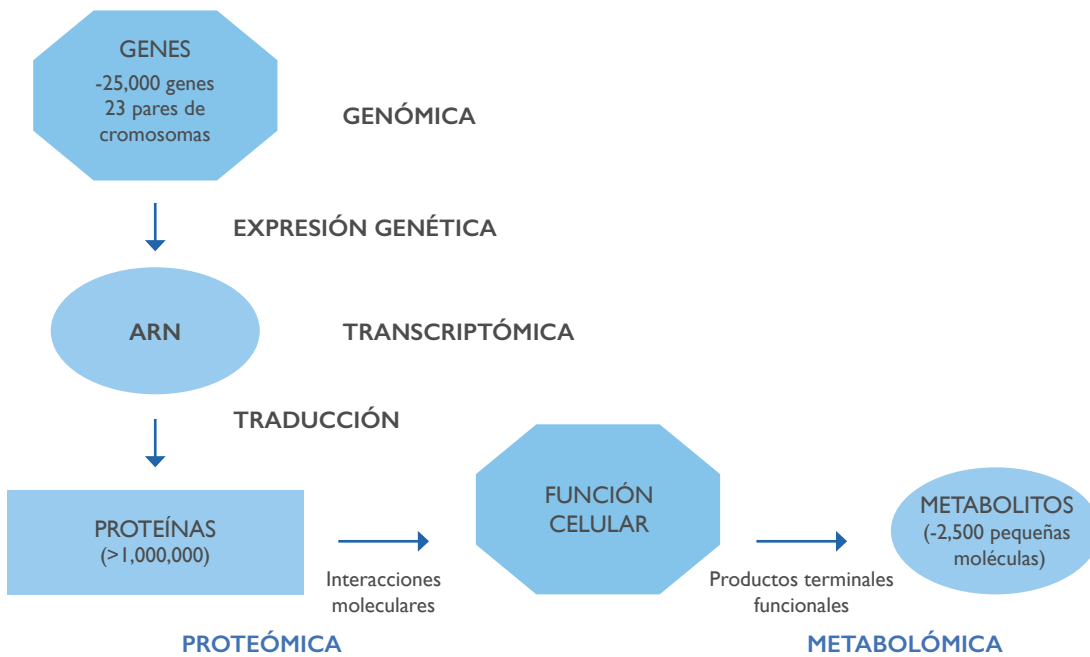 GENES
-25,000 genes
23 pares de
cromosomas
GENÓMICA
EXPRESIÓN GENÉTICA
ARN
TRANSCRIPTÓMICA
TRADUCCIÓN
PROTEÍNAS
(>1,000,000)
Interacciones
moleculares
FUNCIÓN
CELULAR
Productos terminales
funcionales
METABOLITOS
(-2,500 pequeñas
moléculas)
PROTEÓMICA
METABOLÓMICA